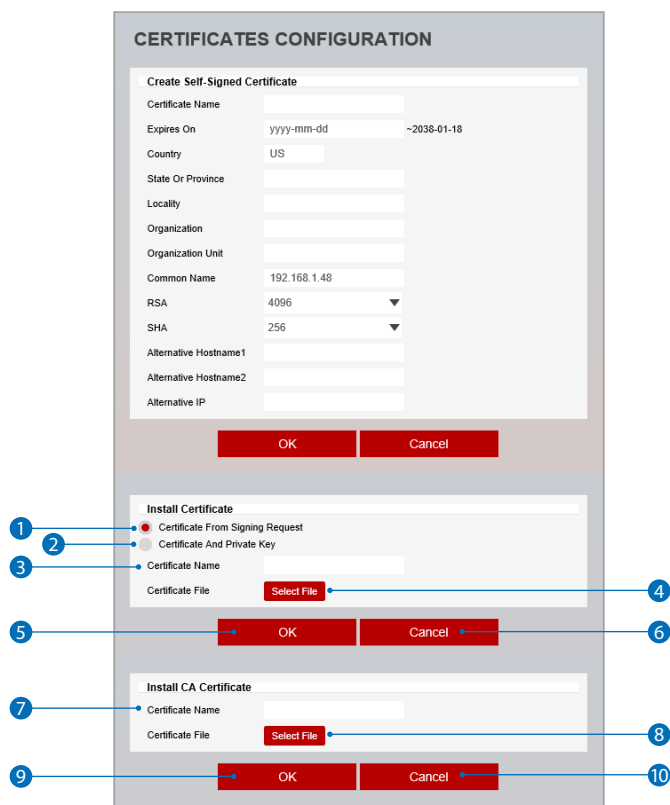 CERTIFICATES CONFIGURATION
Create Self-Signed Certificate
Certificate Name
Expires On yyyy-mm-dd ~2038-01-18
Country US
State Or Province
Locality
Organization
Organization Unit
Common Name 192.168.1.48
RSA 4096
SHA 256
Alternative Hostname1
Alternative Hostname2
Alternative IP
OK Cancel
Install Certificate
1 Certificate From Signing Request
2 Certificate And Private Key
3 Certificate Name
Certificate File Select File 4
5 OK Cancel 6
Install CA Certificate
7 Certificate Name
Certificate File Select File 8
9 OK Cancel 10